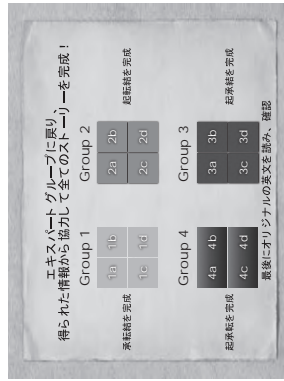 エキスパート グループに戻り、
得られた情報から協力して全てのストーリーを完成！
Group 1
1a 1b
1c 1d
承転結を完成
Group 2
2a 2b
2c 2d
起転結を完成
Group 4
4a 4b
4c 4d
起承転を完成
Group 3
3a 3b
3c 3d
起承結を完成
最後にオリジナルの英文を読み、確認